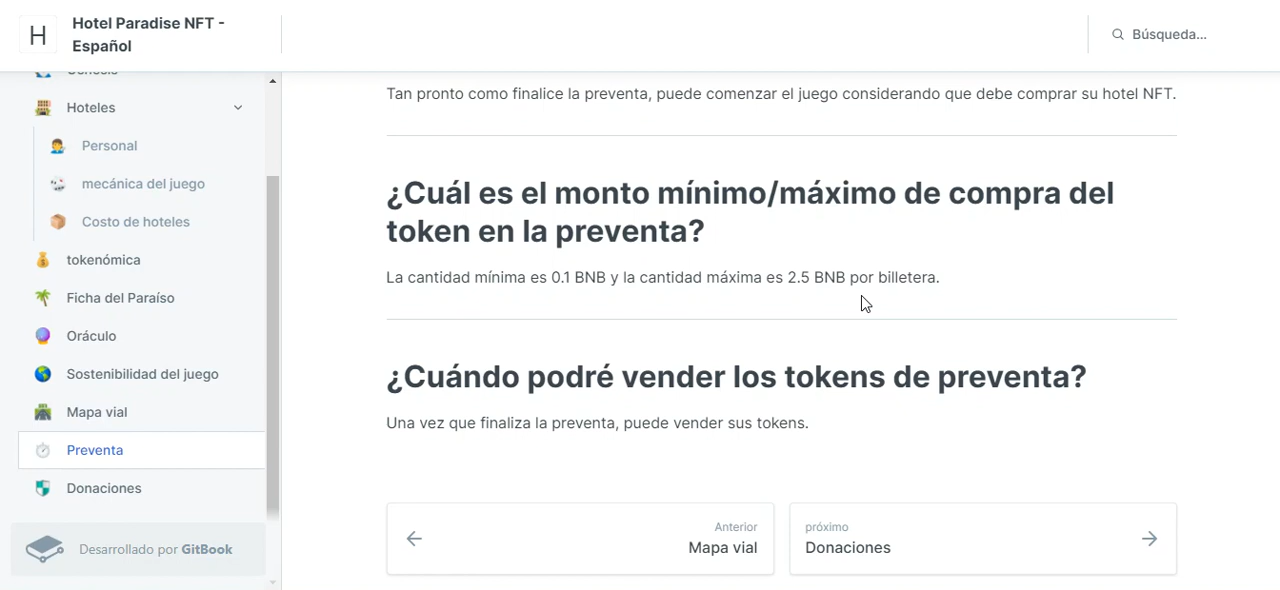 H
Hotel Paradise NFT -
Español
Búsqueda...
Génesis
Hoteles
Personal
mecánica del juego
Costo de hoteles
tokenómica
Ficha del Paraíso
Oráculo
Sostenibilidad del juego
Mapa vial
Preventa
Donaciones
Desarrollado por GitBook
Tan pronto como finalice la preventa, puede comenzar el juego considerando que debe comprar su hotel NFT.
¿Cuál es el monto mínimo/máximo de compra del
token en la preventa?
La cantidad mínima es 0.1 BNB y la cantidad máxima es 2.5 BNB por billetera.
¿Cuándo podré vender los tokens de preventa?
Una vez que finaliza la preventa, puede vender sus tokens.
Anterior
Mapa vial
próximo
Donaciones